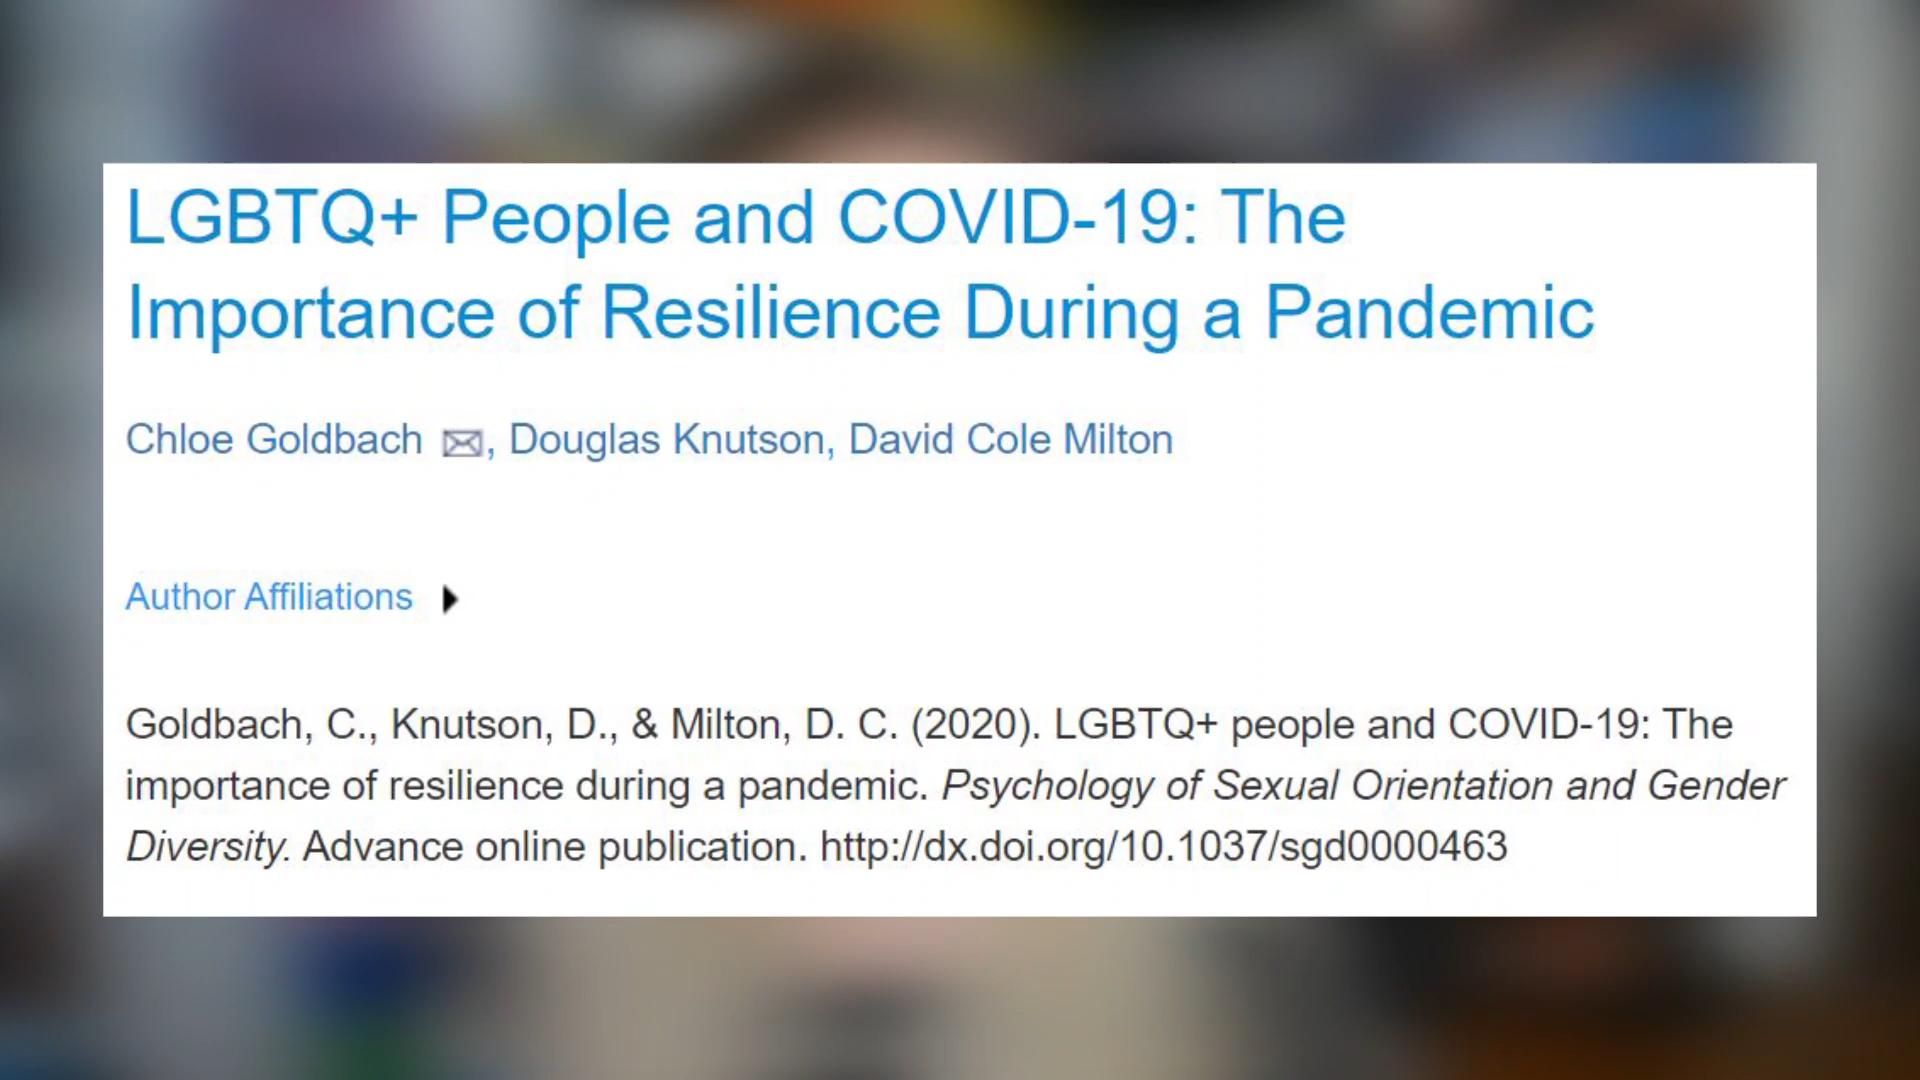 LGBTQ+ People and COVID-19: The
Importance of Resilience During a Pandemic
Chloe Goldbach , Douglas Knutson, David Cole Milton
Author Affiliations
Goldbach, C., Knutson, D., & Milton, D. C. (2020). LGBTQ+ people and COVID-19: The
importance of resilience during a pandemic. Psychology of Sexual Orientation and Gender
Diversity. Advance online publication. http://dx.doi.org/10.1037/sgd0000463